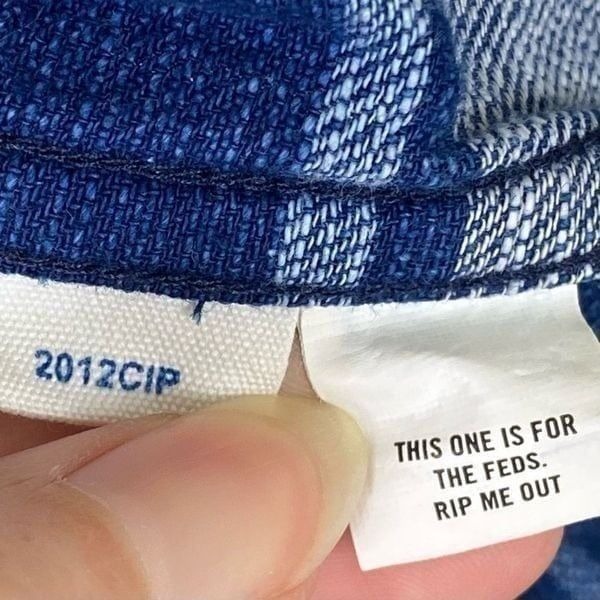 2012CIP
THIS ONE IS FOR
THE FEDS.
RIP ME OUT